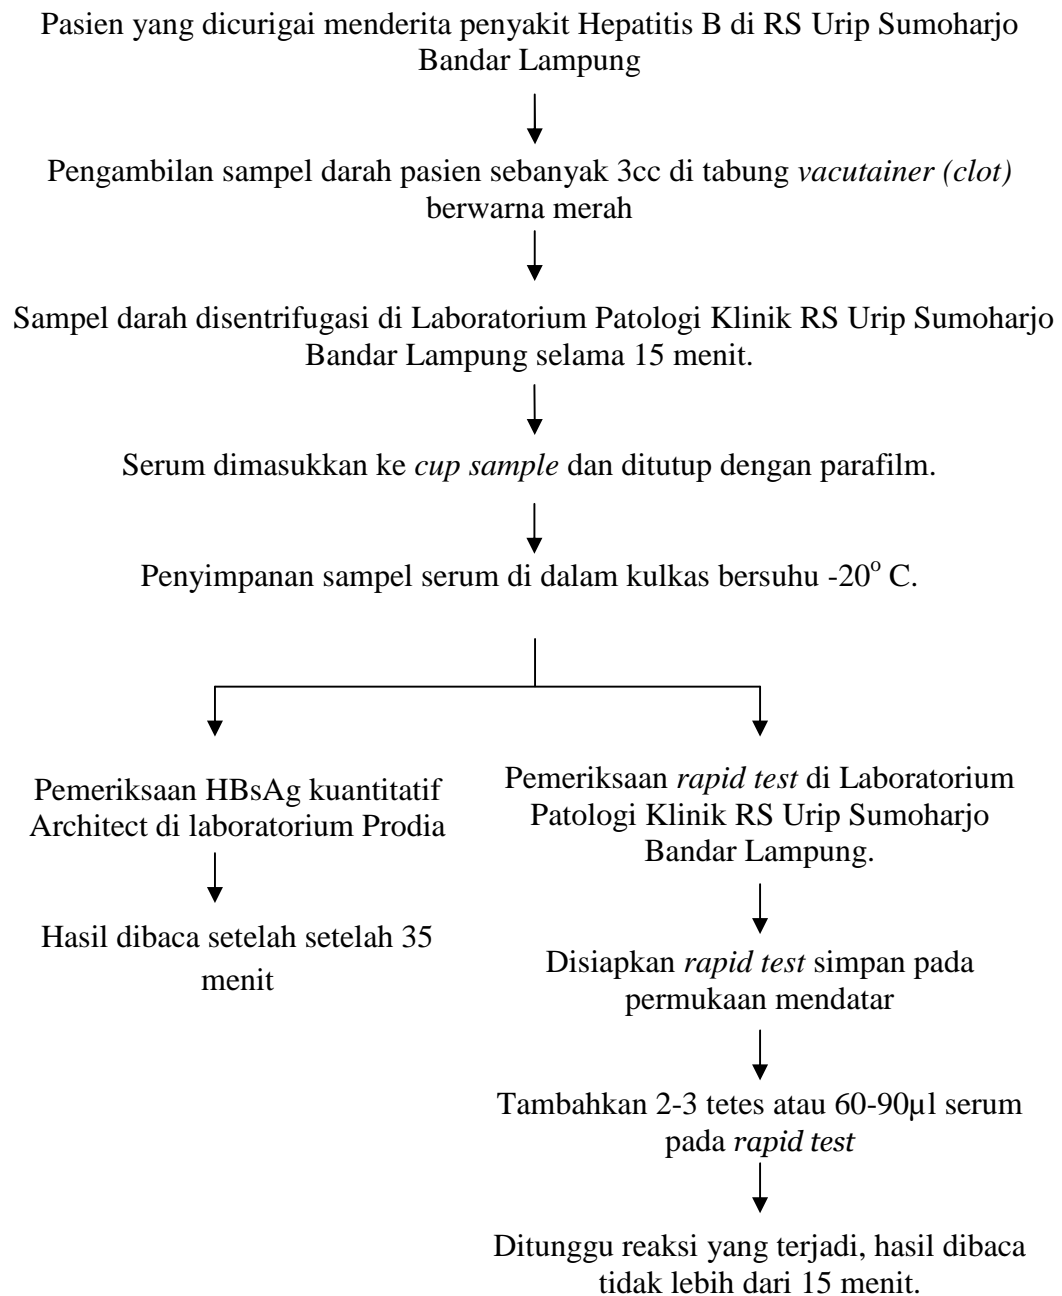 Pasien yang dicurigai menderita penyakit Hepatitis B di RS Urip Sumoharjo
Bandar Lampung
Pengambilan sampel darah pasien sebanyak 3cc di tabung vacutainer (clot)
berwarna merah
Sampel darah disentrifugasi di Laboratorium Patologi Klinik RS Urip Sumoharjo
Bandar Lampung selama 15 menit.
Serum dimasukkan ke cup sample dan ditutup dengan parafilm.
Penyimpanan sampel serum di dalam kulkas bersuhu -20° C.
Pemeriksaan HBsAg kuantitatif
Architect di laboratorium Prodia
Hasil dibaca setelah setelah 35
menit
Pemeriksaan rapid test di Laboratorium
Patologi Klinik RS Urip Sumoharjo
Bandar Lampung.
Disiapkan rapid test simpan pada
permukaan mendatar
Tambahkan 2-3 tetes atau 60-90µl serum
pada rapid test
Ditunggu reaksi yang terjadi, hasil dibaca
tidak lebih dari 15 menit.